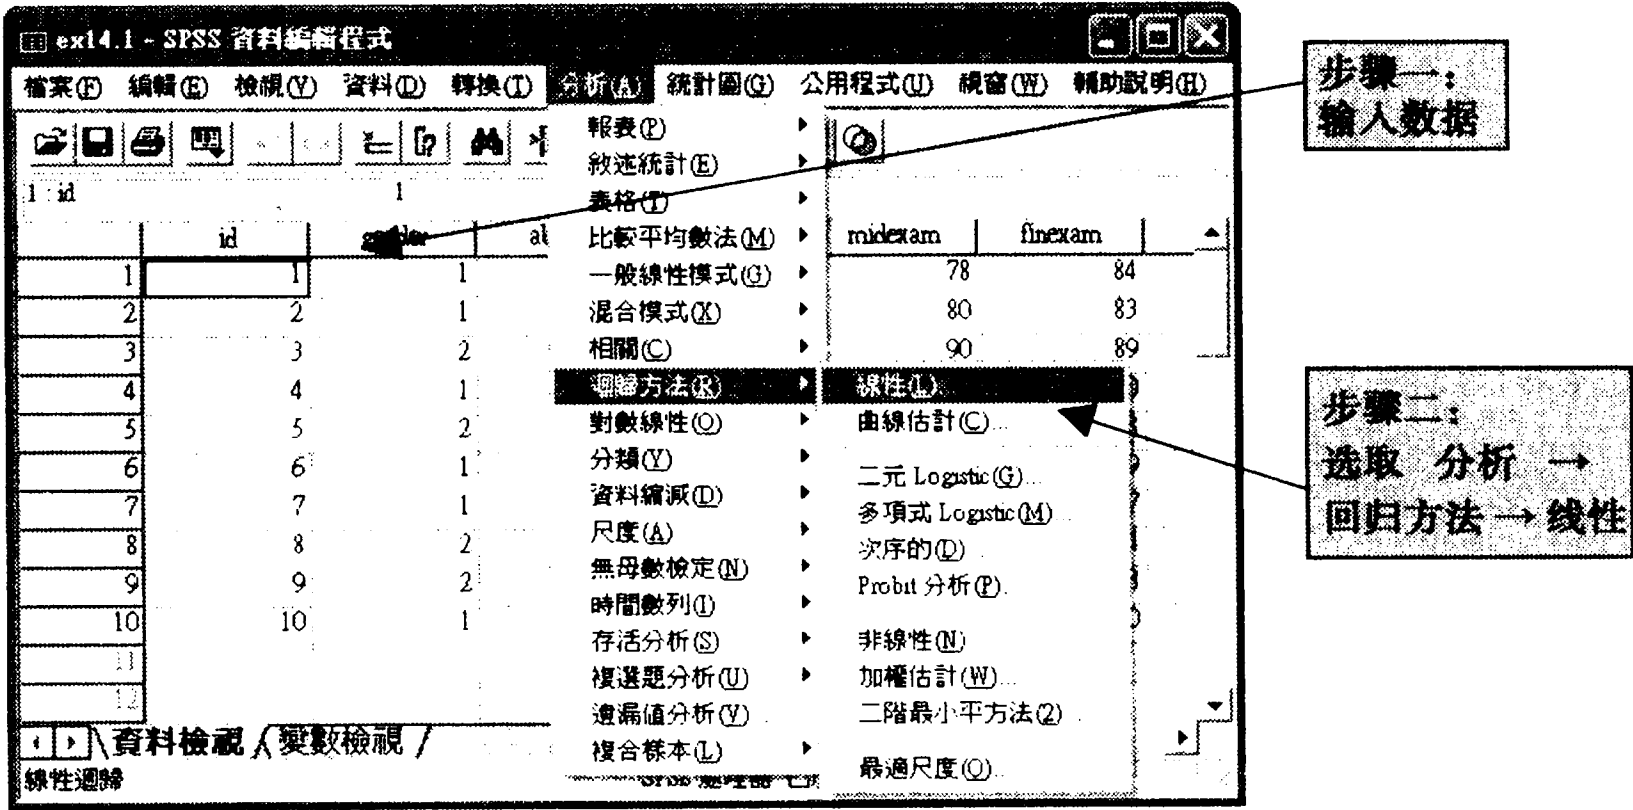 ex14.1 - SPSS 資料編輯程式
檔案(F) 編輯(E) 檢視(V) 資料(D) 轉換(T) 分析(A) 統計圖(G) 公用程式(U) 視窗(W) 輔助說明(H)
1 : id 1
id gender midexam finexam
1 1 1 78 84
2 2 1 80 83
3 3 2 90 89
4 4 1
5 5 2
6 6 1
7 7 1
8 8 2
9 9 2
10 10 1
11
12
報表(P)
敘述統計(E)
表格(T)
比較平均數法(M)
一般線性模式(G)
混合模式(X)
相關(C)
迴歸方法(R)
對數線性(O)
分類(Y)
資料縮減(D)
尺度(A)
無母數檢定(N)
時間數列(I)
存活分析(S)
複選題分析(U)
遺漏值分析(V)
複合樣本(L)
線性(L)
曲線估計(C)...
二元 Logistic(G)...
多項式 Logistic(M)...
次序的(D)
Probit 分析(P).
非線性(N)
加權估計(W)...
二階最小平方法(2)
最適尺度(O)...
資料檢視 變數檢視
線性迴歸
步骤一：
输入数据
步骤二：
选取 分析 →
回归方法 → 线性